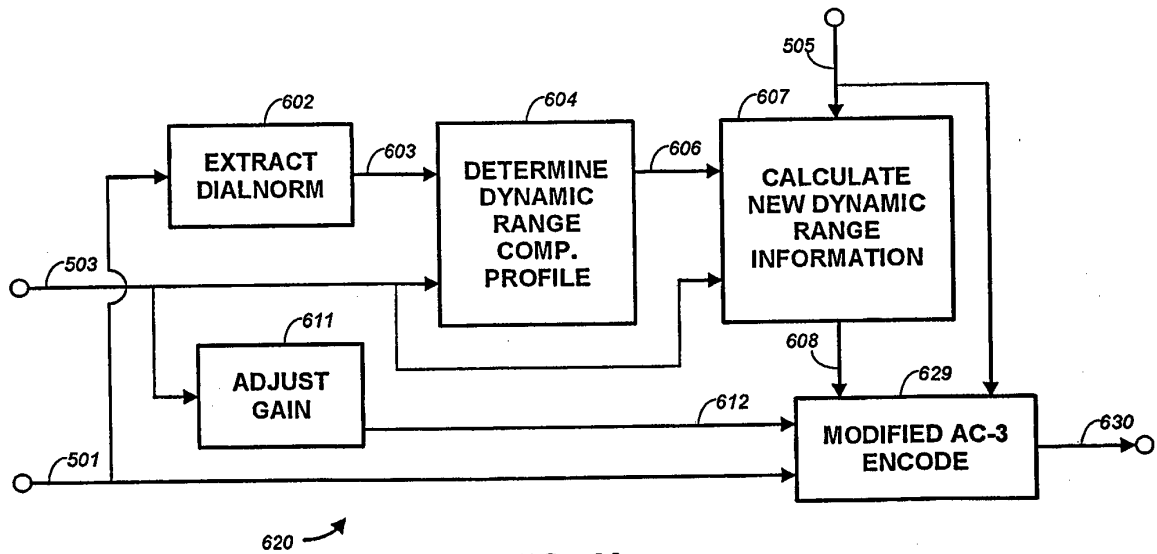 505
602
604
607
EXTRACT
DIALNORM
603
DETERMINE
DYNAMIC
RANGE
COMP.
PROFILE
606
CALCULATE
NEW DYNAMIC
RANGE
INFORMATION
503
611
ADJUST
GAIN
608
629
612
MODIFIED AC-3
ENCODE
630
501
620